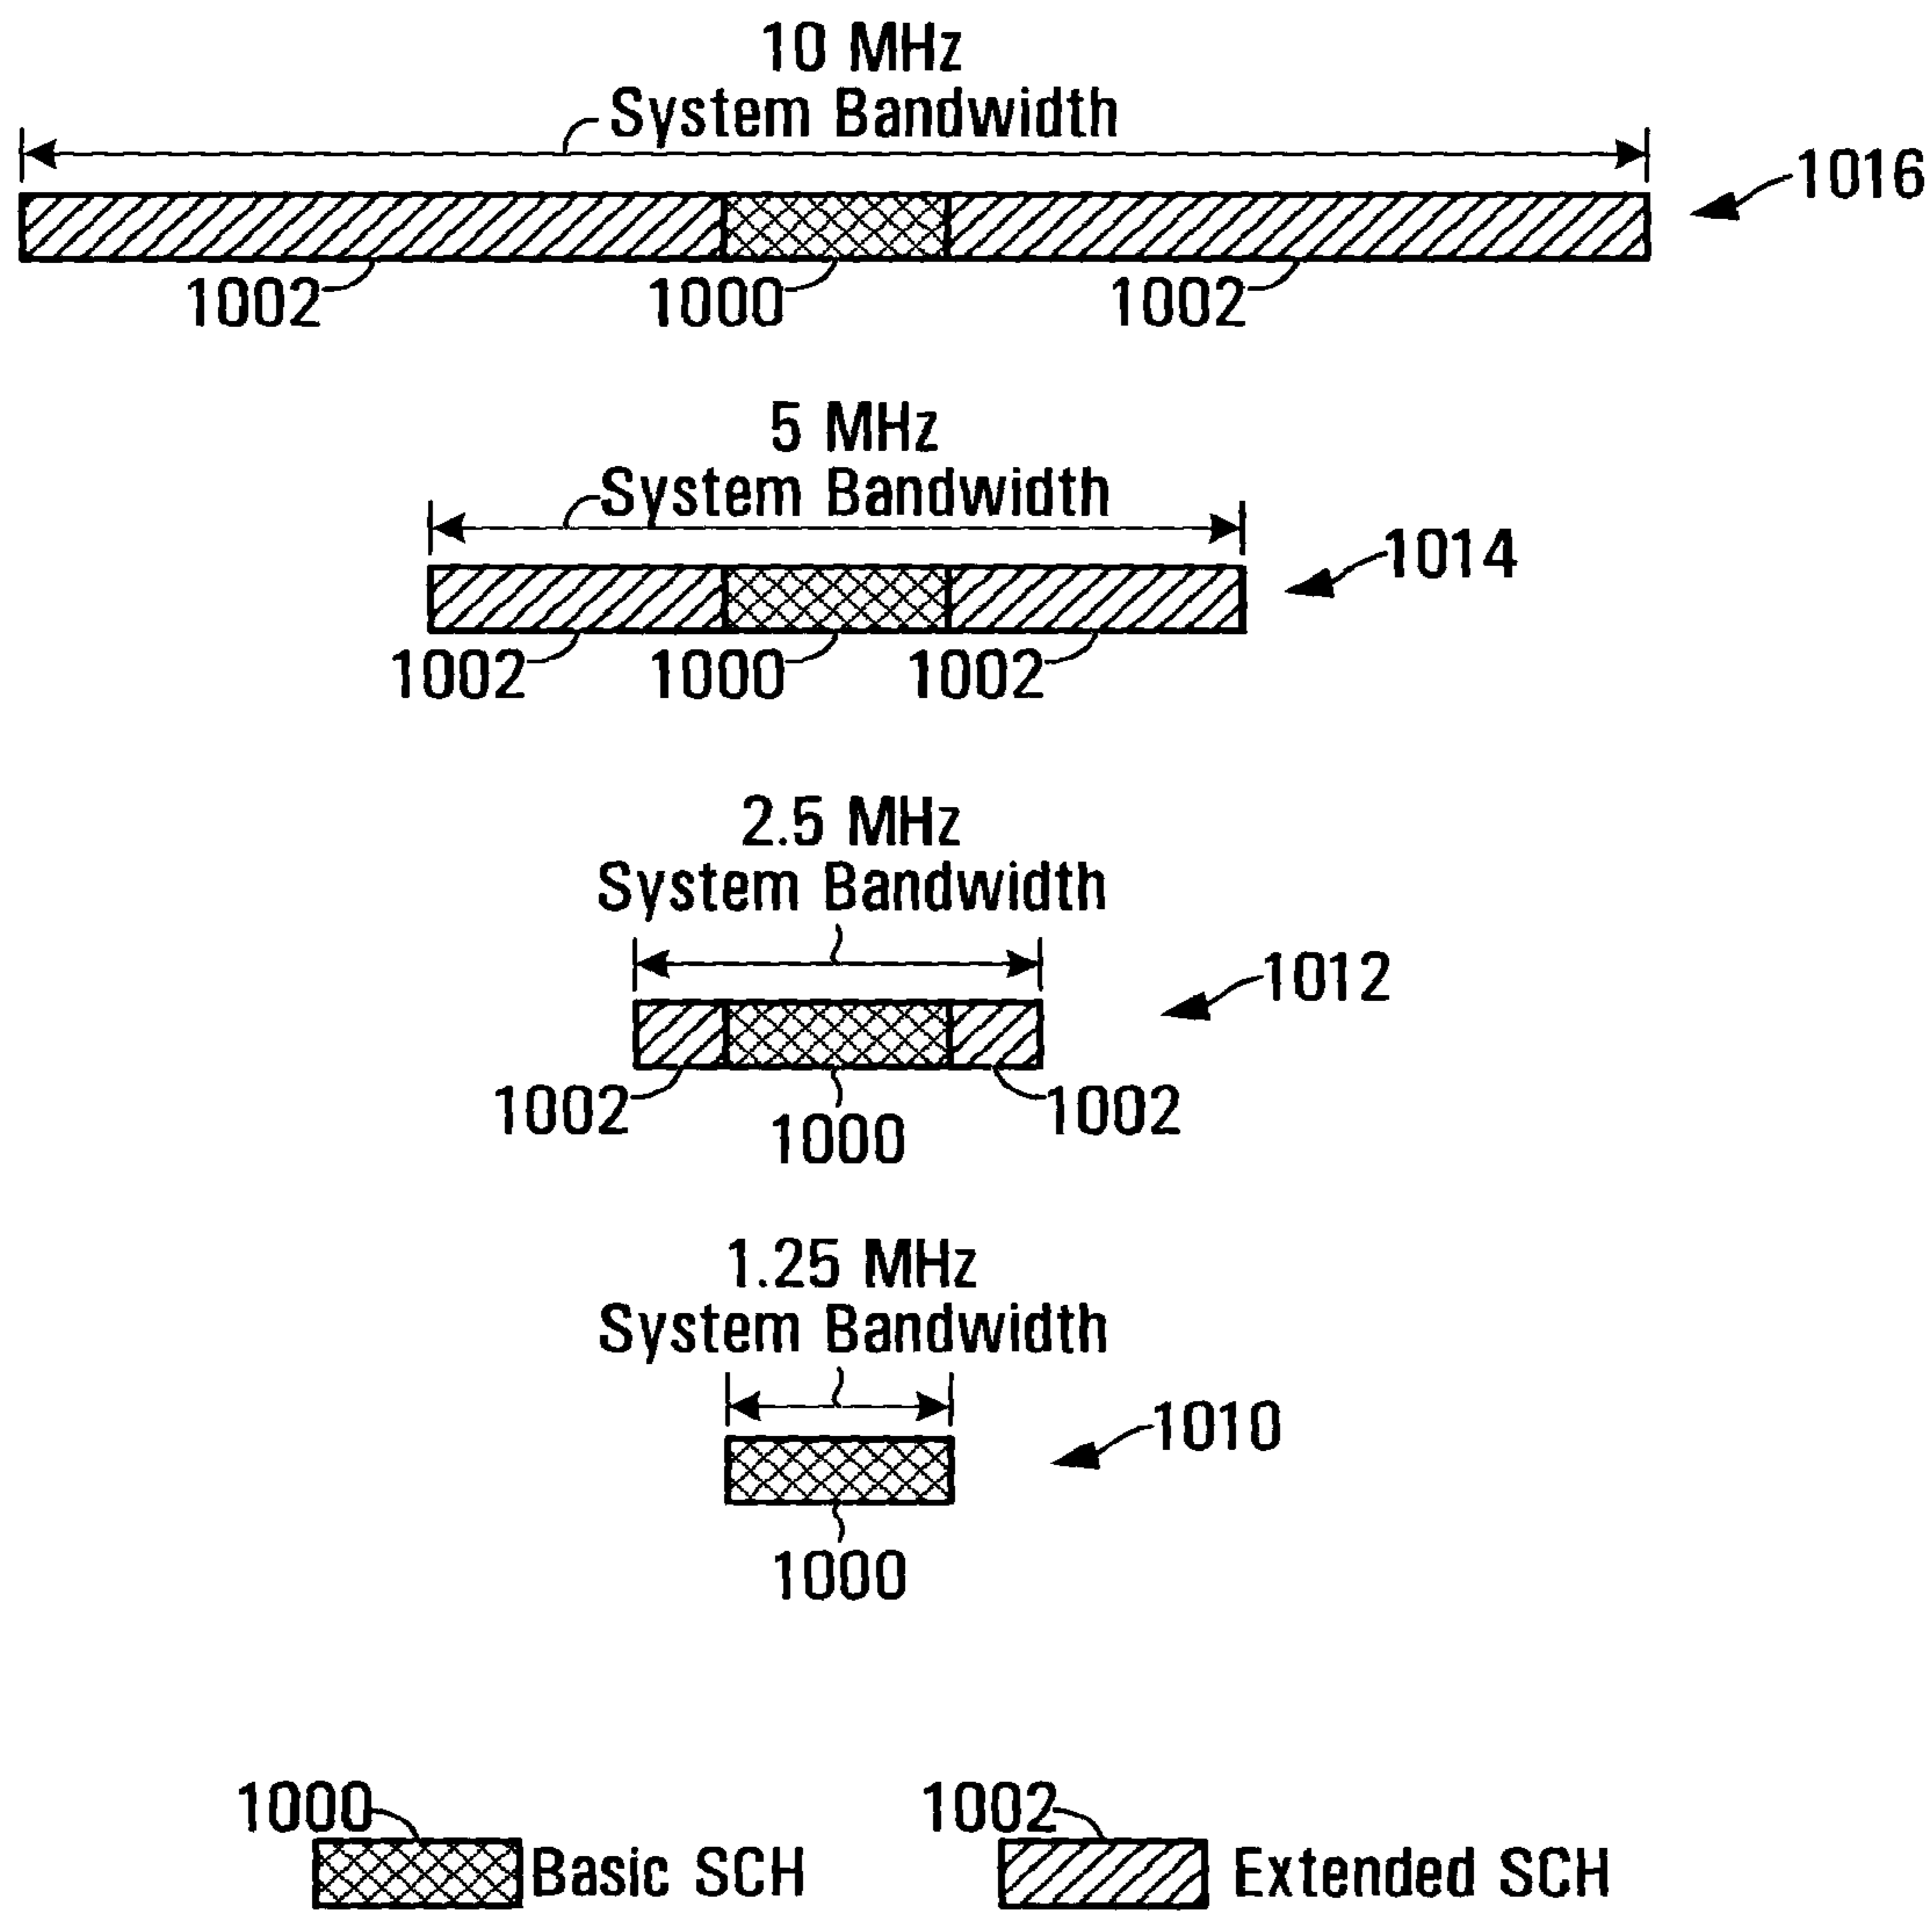 10 MHz
System Bandwidth
1016
1002 1000 1002
5 MHz
System Bandwidth
1014
1002 1000 1002
2.5 MHz
System Bandwidth
1012
1002 1000 1002
1.25 MHz
System Bandwidth
1010
1000
1000 1002
Basic SCH Extended SCH